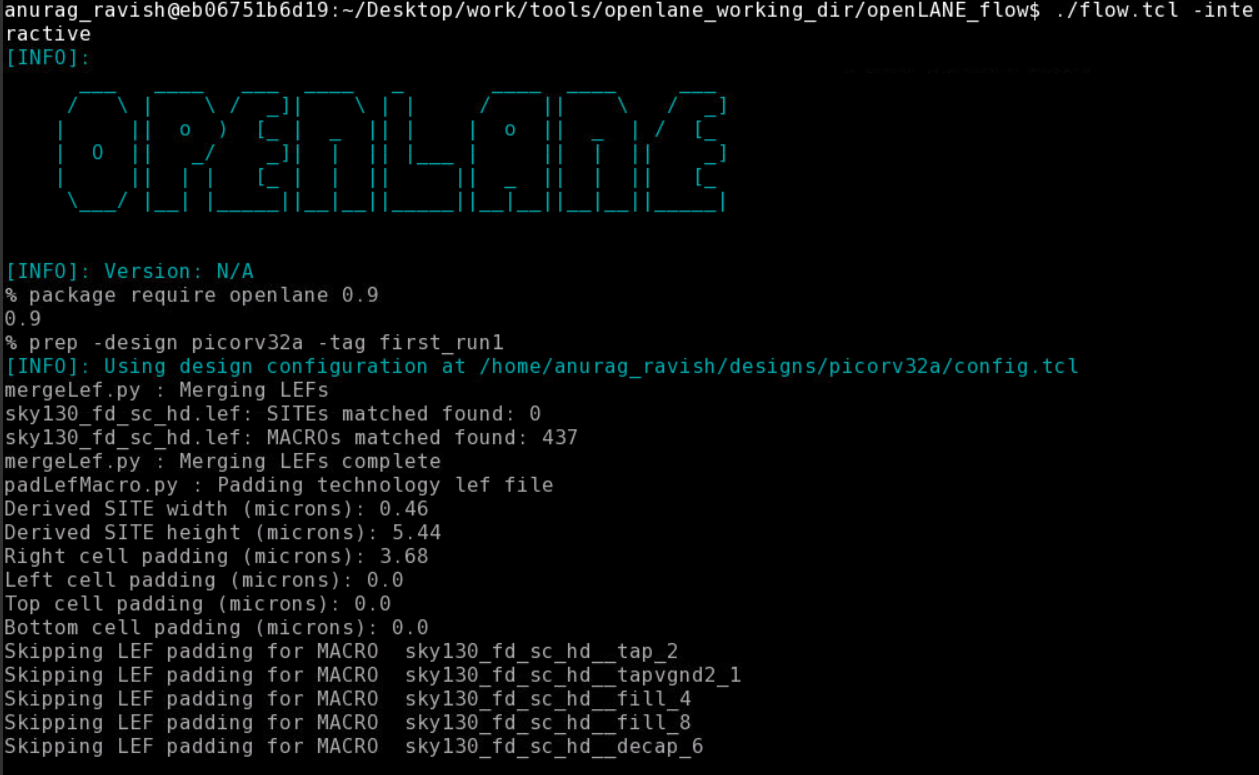 anurag_ravish@eb06751b6d19:~/Desktop/work/tools/openlane_working_dir/openLANE_flow$ ./flow.tcl -inte
ractive
[INFO]:
OPENLANE
[INFO]: Version: N/A
% package require openlane 0.9
0.9
% prep -design picorv32a -tag first_run1
[INFO]: Using design configuration at /home/anurag_ravish/designs/picorv32a/config.tcl
mergeLef.py : Merging LEFs
sky130_fd_sc_hd.lef: SITEs matched found: 0
sky130_fd_sc_hd.lef: MACROs matched found: 437
mergeLef.py : Merging LEFs complete
padLefMacro.py : Padding technology lef file
Derived SITE width (microns): 0.46
Derived SITE height (microns): 5.44
Right cell padding (microns): 3.68
Left cell padding (microns): 0.0
Top cell padding (microns): 0.0
Bottom cell padding (microns): 0.0
Skipping LEF padding for MACRO  sky130_fd_sc_hd__tap_2
Skipping LEF padding for MACRO  sky130_fd_sc_hd__tapvgnd2_1
Skipping LEF padding for MACRO  sky130_fd_sc_hd__fill_4
Skipping LEF padding for MACRO  sky130_fd_sc_hd__fill_8
Skipping LEF padding for MACRO  sky130_fd_sc_hd__decap_6